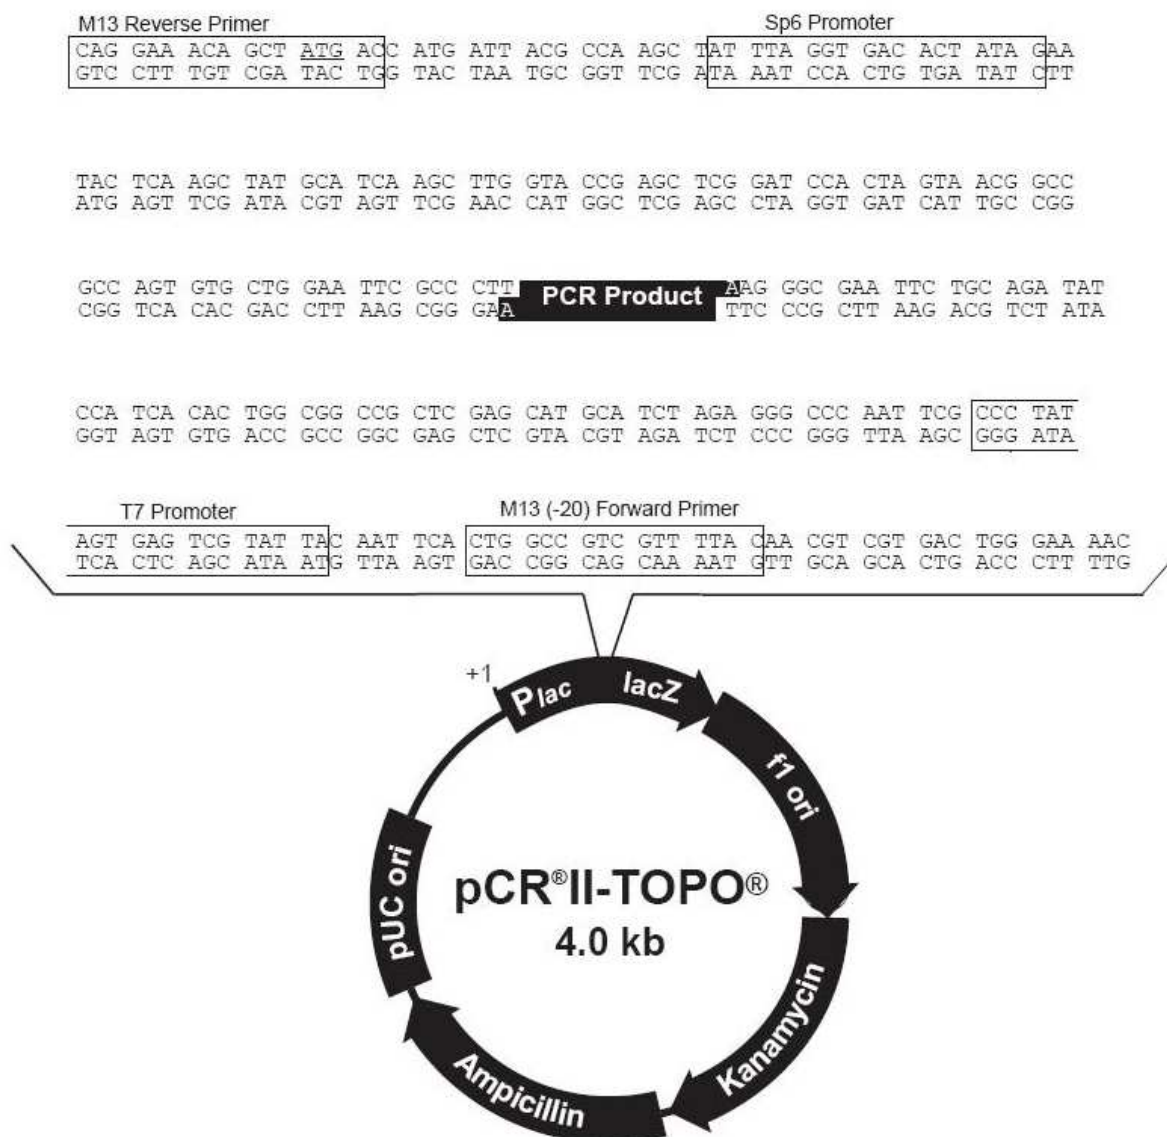 M13 Reverse Primer
Sp6 Promoter
CAG GAA ACA GCT ATG ACC ATG ATT ACG CCA AGC TAT TTA GGT GAC ACT ATA GAA
GTC CTT TGT CGA TAC TGG TAC TAA TGC GGT TCG ATA AAT CCA CTG TGA TAT CTT
TAC TCA AGC TAT GCA TCA AGC TTG GTA CCG AGC TCG GAT CCA CTA GTA ACG GCC
ATG AGT TCG ATA CGT AGT TCG AAC CAT GGC TCG AGC CTA GGT GAT CAT TGC CGG
GCC AGT GTG CTG GAA TTC GCC CTT PCR Product AAG GGC GAA TTC TGC AGA TAT
CGG TCA CAC GAC CTT AAG CGG GAA TTC CCG CTT AAG ACG TCT ATA
CCA TCA CAC TGG CGG CCG CTC GAG CAT GCA TCT AGA GGG CCC AAT TCG CCC TAT
GGT AGT GTG ACC GCC GGC GAG CTC GTA CGT AGA TCT CCC GGG TTA AGC GGG ATA
T7 Promoter
M13 (-20) Forward Primer
AGT GAG TCG TAT TAC AAT TCA CTG GCC GTC GTT TTA CAA CGT CGT GAC TGG GAA AAC
TCA CTC AGC ATA ATG TTA AGT GAC CGG CAG CAA AAT GTT GCA GCA CTG ACC CTT TTG
+1
Plac
lacZ
f1 ori
pUC ori
pCR®II-TOPO®
4.0 kb
Kanamycin
Ampicillin